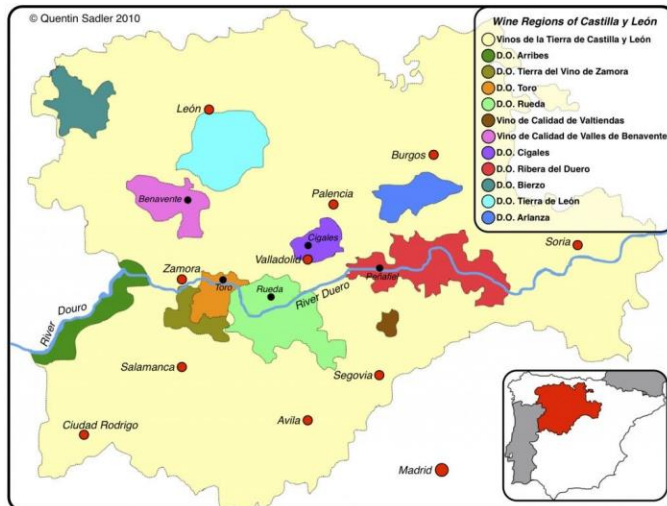 © Quentin Sadler 2010
Wine Regions of Castilla y León
Vinos de la Tierra de Castilla y León
D.O. Arribes
D.O. Tierra del Vino de Zamora
D.O. Toro
D.O. Rueda
Vino de Calidad de Valtiendas
Vino de Calidad de Valles de Benavente
D.O. Cigales
D.O. Ribera del Duero
D.O. Bierzo
D.O. Tierra de León
D.O. Arlanza
León
Burgos
Benavente
Palencia
Cigales
Soria
Valladolid
Zamora
Peñafiel
Toro
Rueda
River Duero
River Douro
Salamanca
Segovia
Avila
Ciudad Rodrigo
Madrid